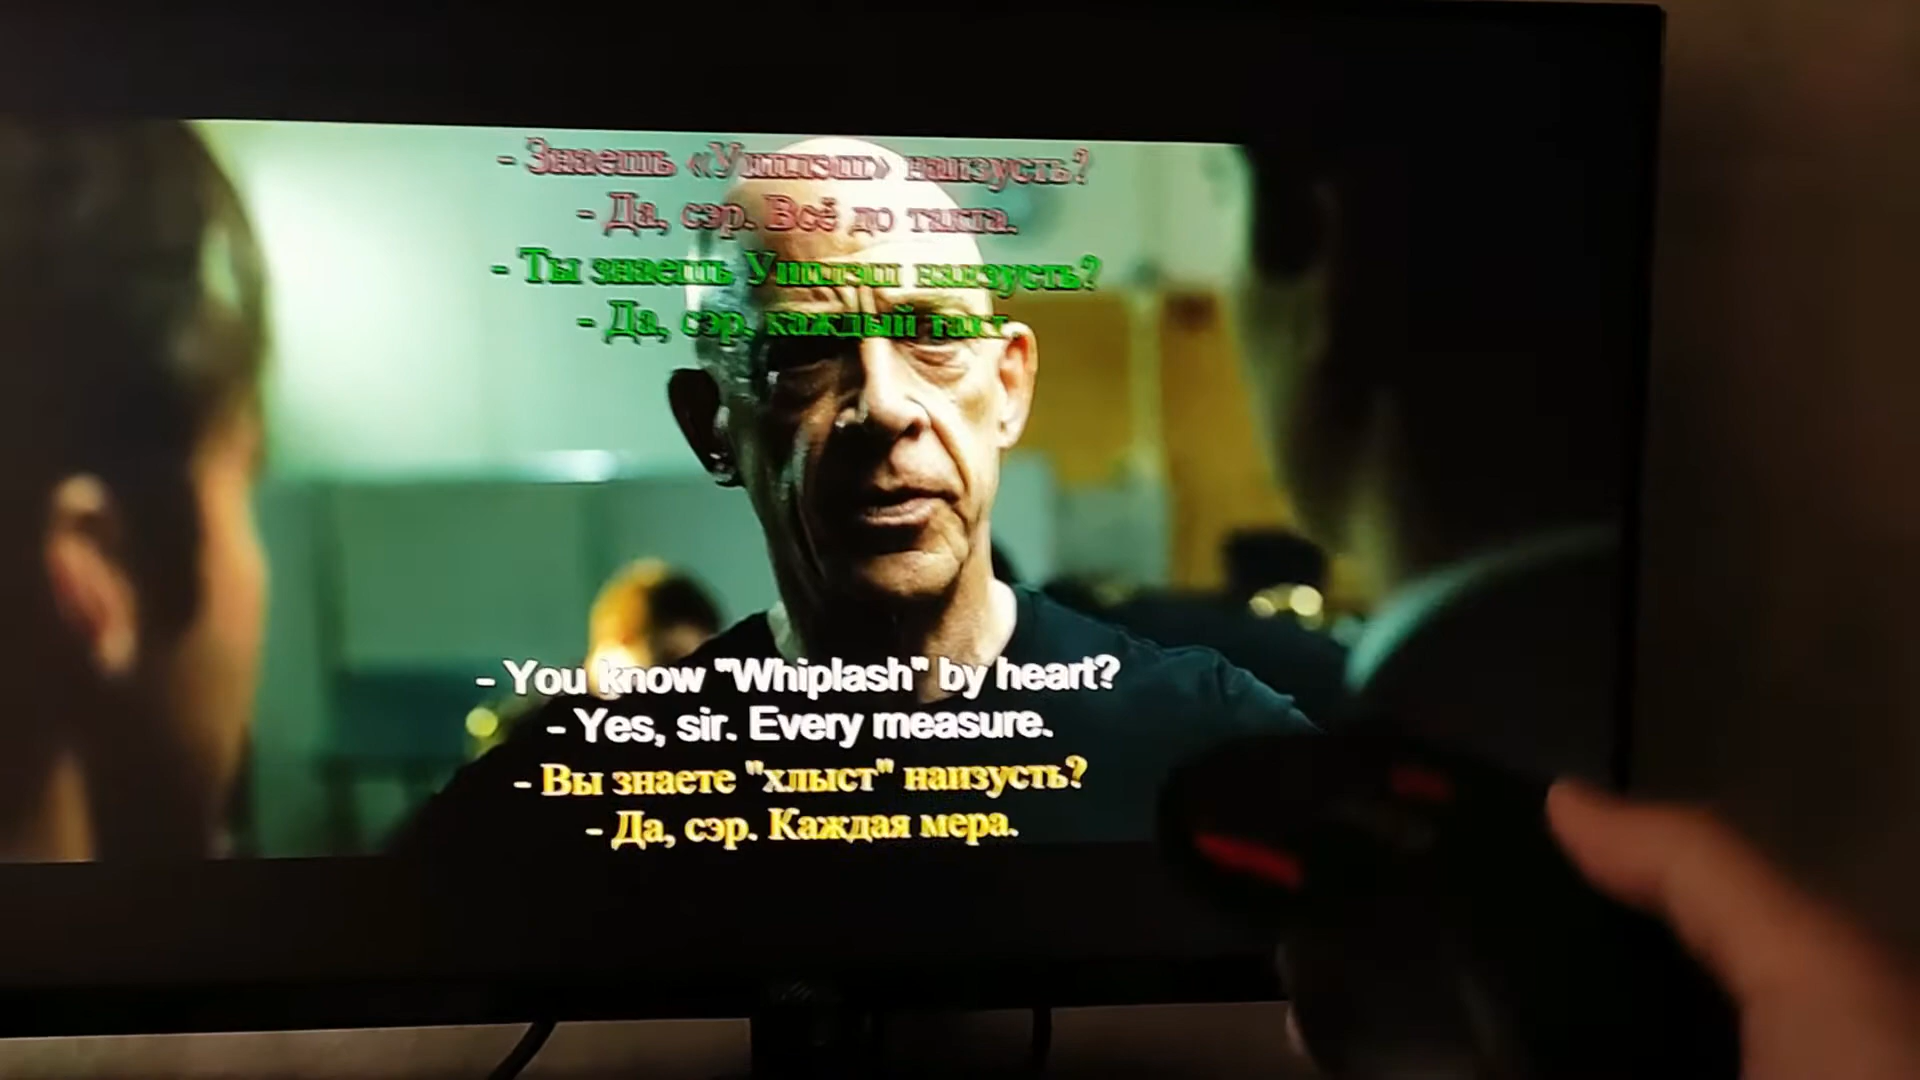 - Знаешь «Уиплэш» наизусть?
- Да, сэр. Всё до такта.
- Ты знаешь Уиплэш наизусть?
- Да, сэр, каждый такт.
- You know "Whiplash" by heart?
- Yes, sir. Every measure.
- Вы знаете "хлыст" наизусть?
- Да, сэр. Каждая мера.